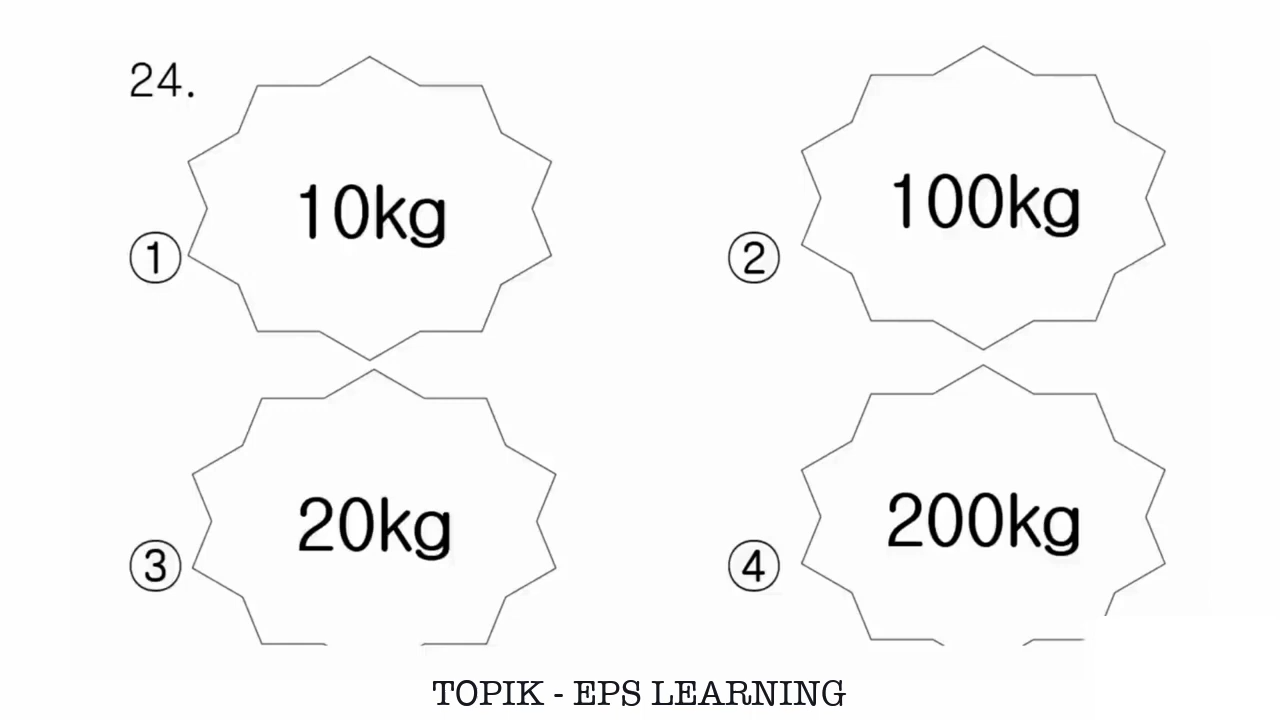 24.
① 10kg
② 100kg
③ 20kg
④ 200kg
TOPIK - EPS LEARNING